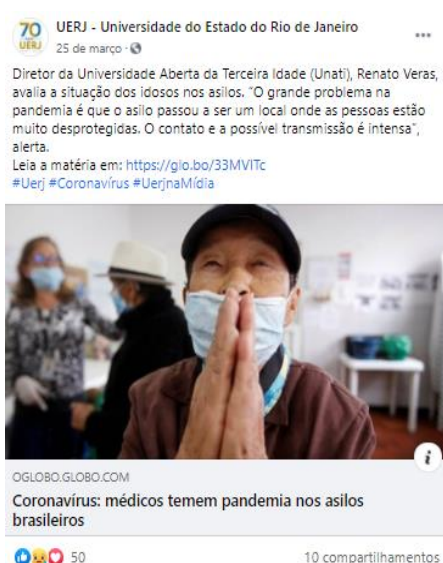 70
UERJ
UERJ - Universidade do Estado do Rio de Janeiro
25 de março ·
Diretor da Universidade Aberta da Terceira Idade (Unati), Renato Veras,
avalia a situação dos idosos nos asilos. "O grande problema na
pandemia é que o asilo passou a ser um local onde as pessoas estão
muito desprotegidas. O contato e a possível transmissão é intensa",
alerta.
Leia a matéria em: https://glo.bo/33MVITc
#Uerj #Coronavírus #UerjnaMídia
i
OGLOBO.GLOBO.COM
Coronavírus: médicos temem pandemia nos asilos
brasileiros
50
10 compartilhamentos